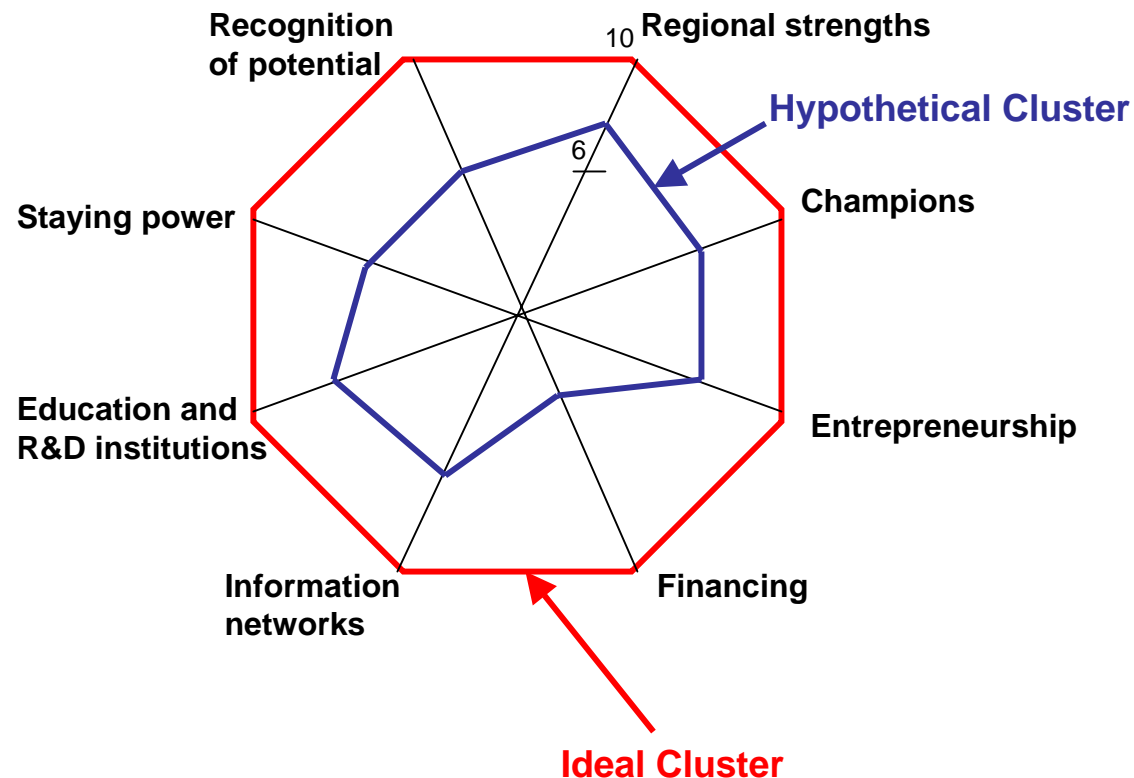 Recognition
of potential
10
Regional strengths
Hypothetical Cluster
6
Champions
Staying power
Education and
R&D institutions
Entrepreneurship
Information
networks
Financing
Ideal Cluster